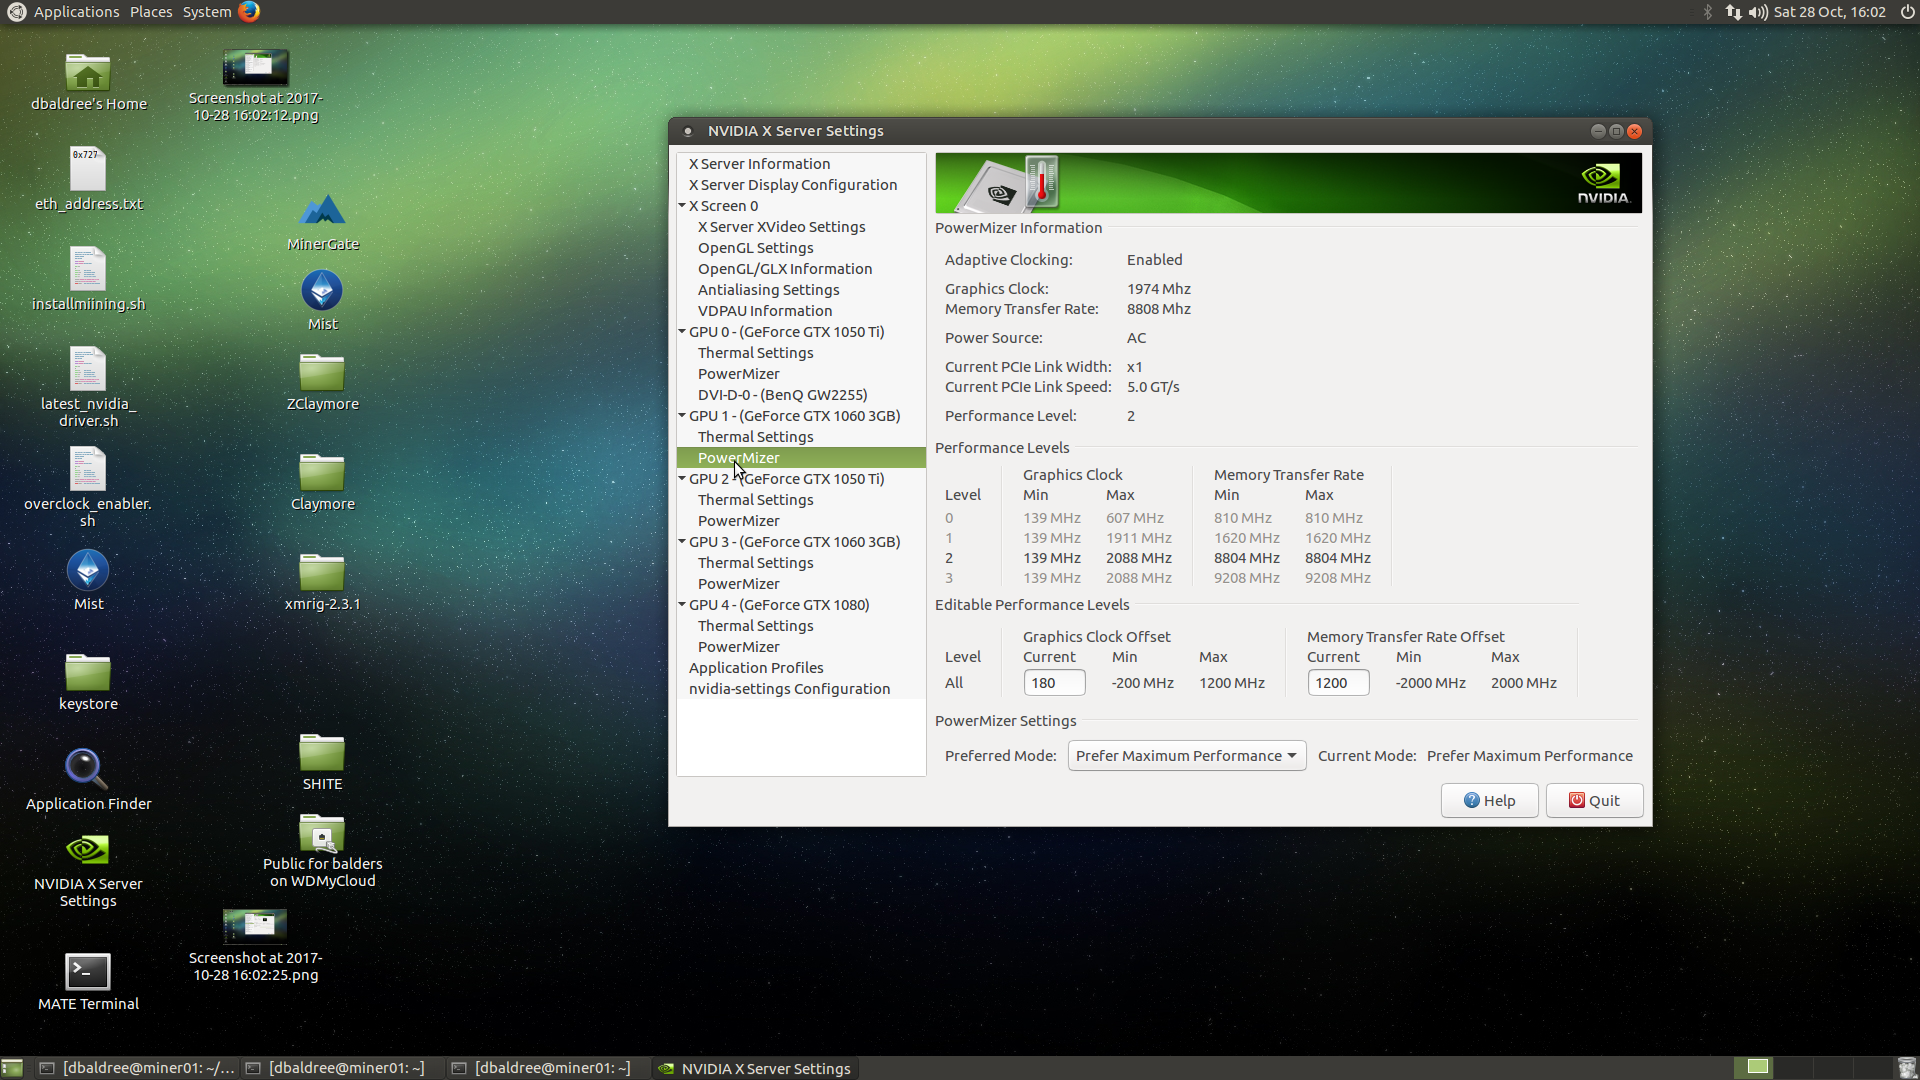 Applications Places System
Sat 28 Oct, 16:02
dbaldree's Home
Screenshot at 2017-
10-28 16:02:12.png
0x727
eth_address.txt
MinerGate
installmiining.sh
Mist
latest_nvidia_
driver.sh
ZClaymore
overclock_enabler.
sh
Claymore
Mist
xmrig-2.3.1
keystore
Application Finder
SHITE
NVIDIA X Server
Settings
Public for balders
on WDMyCloud
Screenshot at 2017-
10-28 16:02:25.png
MATE Terminal
NVIDIA X Server Settings
X Server Information
X Server Display Configuration
X Screen 0
X Server XVideo Settings
OpenGL Settings
OpenGL/GLX Information
Antialiasing Settings
VDPAU Information
GPU 0 - (GeForce GTX 1050 Ti)
Thermal Settings
PowerMizer
DVI-D-0 - (BenQ GW2255)
GPU 1 - (GeForce GTX 1060 3GB)
Thermal Settings
PowerMizer
GPU 2 - (GeForce GTX 1050 Ti)
Thermal Settings
PowerMizer
GPU 3 - (GeForce GTX 1060 3GB)
Thermal Settings
PowerMizer
GPU 4 - (GeForce GTX 1080)
Thermal Settings
PowerMizer
Application Profiles
nvidia-settings Configuration
NVIDIA.
PowerMizer Information
Adaptive Clocking: Enabled
Graphics Clock: 1974 Mhz
Memory Transfer Rate: 8808 Mhz
Power Source: AC
Current PCIe Link Width: x1
Current PCIe Link Speed: 5.0 GT/s
Performance Level: 2
Performance Levels
Graphics Clock Memory Transfer Rate
Level Min Max Min Max
0 139 MHz 607 MHz 810 MHz 810 MHz
1 139 MHz 1911 MHz 1620 MHz 1620 MHz
2 139 MHz 2088 MHz 8804 MHz 8804 MHz
3 139 MHz 2088 MHz 9208 MHz 9208 MHz
Editable Performance Levels
Graphics Clock Offset Memory Transfer Rate Offset
Level Current Min Max Current Min Max
All 180 -200 MHz 1200 MHz 1200 -2000 MHz 2000 MHz
PowerMizer Settings
Preferred Mode: Prefer Maximum Performance Current Mode: Prefer Maximum Performance
Help Quit
[dbaldree@miner01: ~/... [dbaldree@miner01: ~] [dbaldree@miner01: ~] NVIDIA X Server Settings